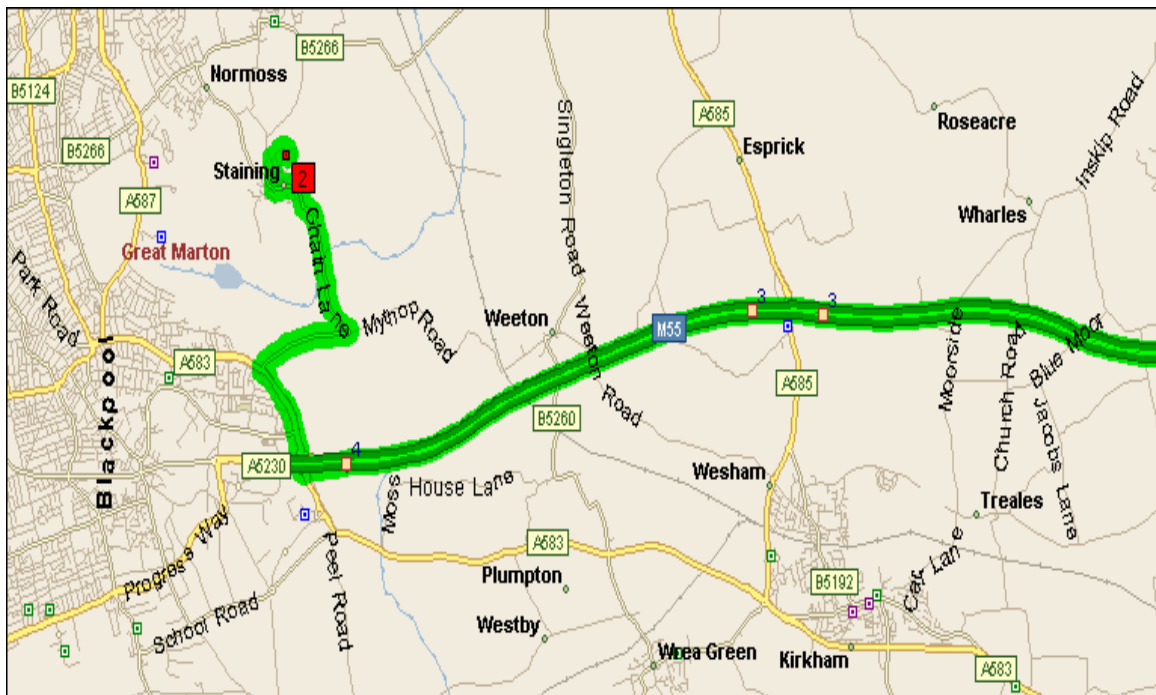 B5266
Normoss
B5124
A585
Roseacre
Inskip Road
B5266
Singleton Road
Esprick
Staining
2
A587
Wharles
Chain Lane
Great Marton
Park Road
Mythop Road
3
3
Weeton
M55
Weeton Road
Blackpool
A583
A585
Moorside
Church Road
Blue Moor
Jacobs Lane
B5260
4
A5230
Moss House Lane
Wesham
Treales
Progress Way
Peel Road
A583
Plumpton
B5192
Carr Lane
School Road
Westby
Wrea Green
Kirkham
A583